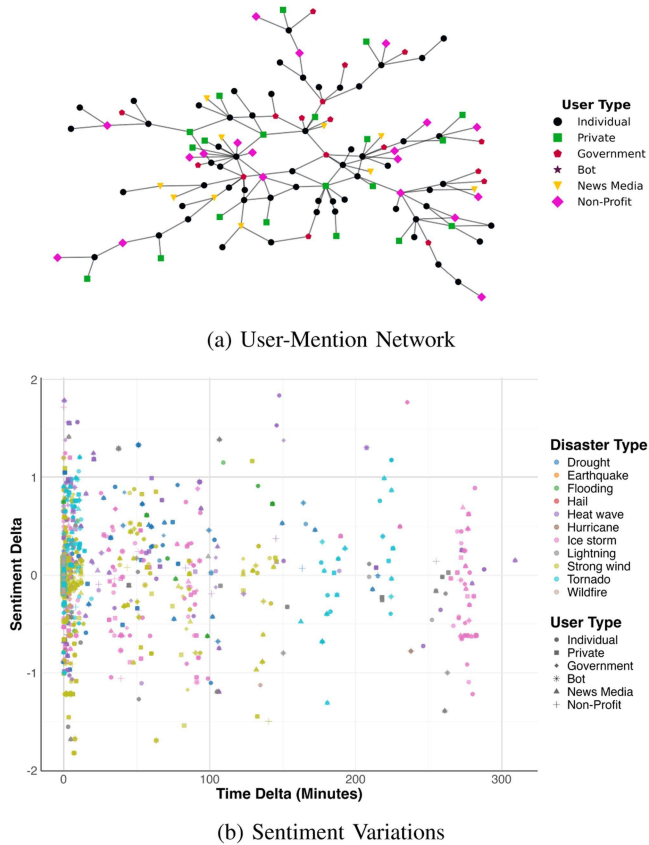 User Type
Individual
Private
Government
Bot
News Media
Non-Profit
(a) User-Mention Network
2
1
0
-1
-2
Sentiment Delta
0 100 200 300
Time Delta (Minutes)
Disaster Type
Drought
Earthquake
Flooding
Hail
Heat wave
Hurricane
Ice storm
Lightning
Strong wind
Tornado
Wildfire
User Type
Individual
Private
Government
Bot
News Media
Non-Profit
(b) Sentiment Variations